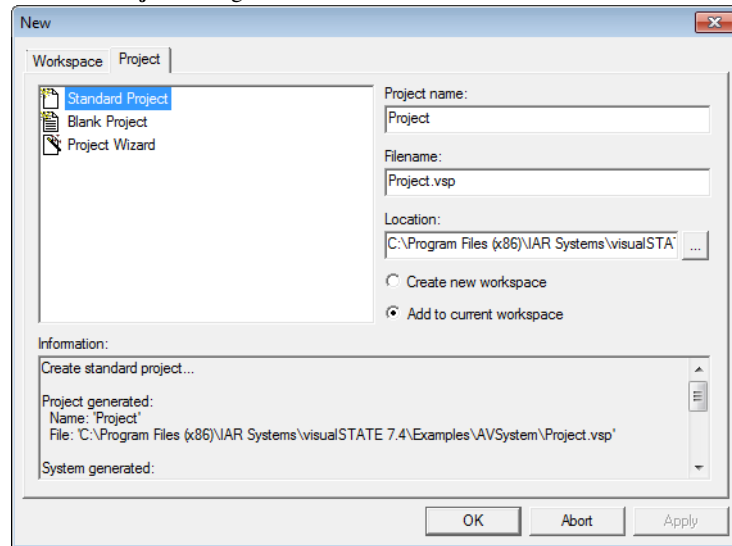 New
Workspace
Project
Standard Project
Blank Project
Project Wizard
Project name:
Project
Filename:
Project.vsp
Location:
C:\Program Files (x86)\IAR Systems\visualSTA
...
Create new workspace
Add to current workspace
Information:
Create standard project...
Project generated:
Name: 'Project'
File: 'C:\Program Files (x86)\IAR Systems\visualSTATE 7.4\Examples\AVSystem\Project.vsp'
System generated:
OK
Abort
Apply